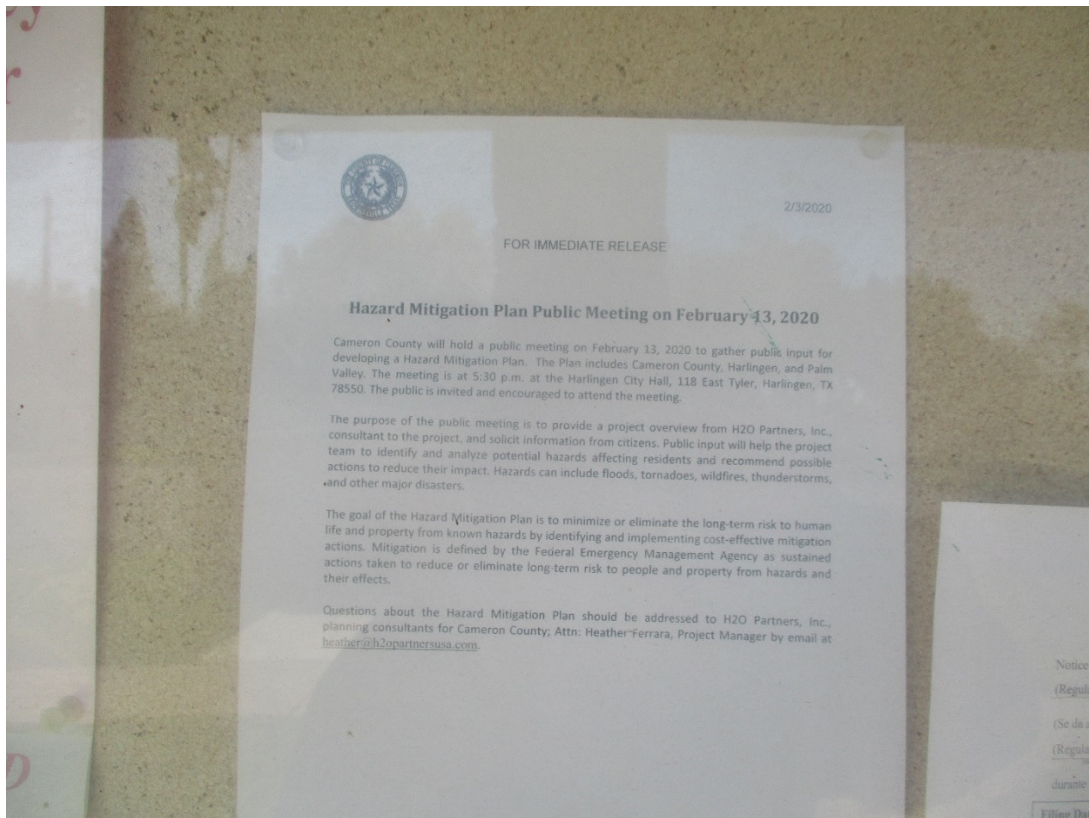 2/3/2020
FOR IMMEDIATE RELEASE
Hazard Mitigation Plan Public Meeting on February 13, 2020
Cameron County will hold a public meeting on February 13, 2020 to gather public input for
developing a Hazard Mitigation Plan. The Plan includes Cameron County, Harlingen, and Palm
Valley. The meeting is at 5:30 p.m. at the Harlingen City Hall, 118 East Tyler, Harlingen, TX
78550. The public is invited and encouraged to attend the meeting.
The purpose of the public meeting is to provide a project overview from H2O Partners, Inc.,
consultant to the project, and solicit information from citizens. Public input will help the project
team to identify and analyze potential hazards affecting residents and recommend possible
actions to reduce their impact. Hazards can include floods, tornadoes, wildfires, thunderstorms,
and other major disasters.
The goal of the Hazard Mitigation Plan is to minimize or eliminate the long-term risk to human
life and property from known hazards by identifying and implementing cost-effective mitigation
actions. Mitigation is defined by the Federal Emergency Management Agency as sustained
actions taken to reduce or eliminate long-term risk to people and property from hazards and
their effects.
Questions about the Hazard Mitigation Plan should be addressed to H2O Partners, Inc.,
planning consultants for Cameron County; Attn: Heather Ferrara, Project Manager by email at
heather@h2opartnersusa.com.
Notice
(Regula
(Se da a
(Regula
durante
Filing Da
D